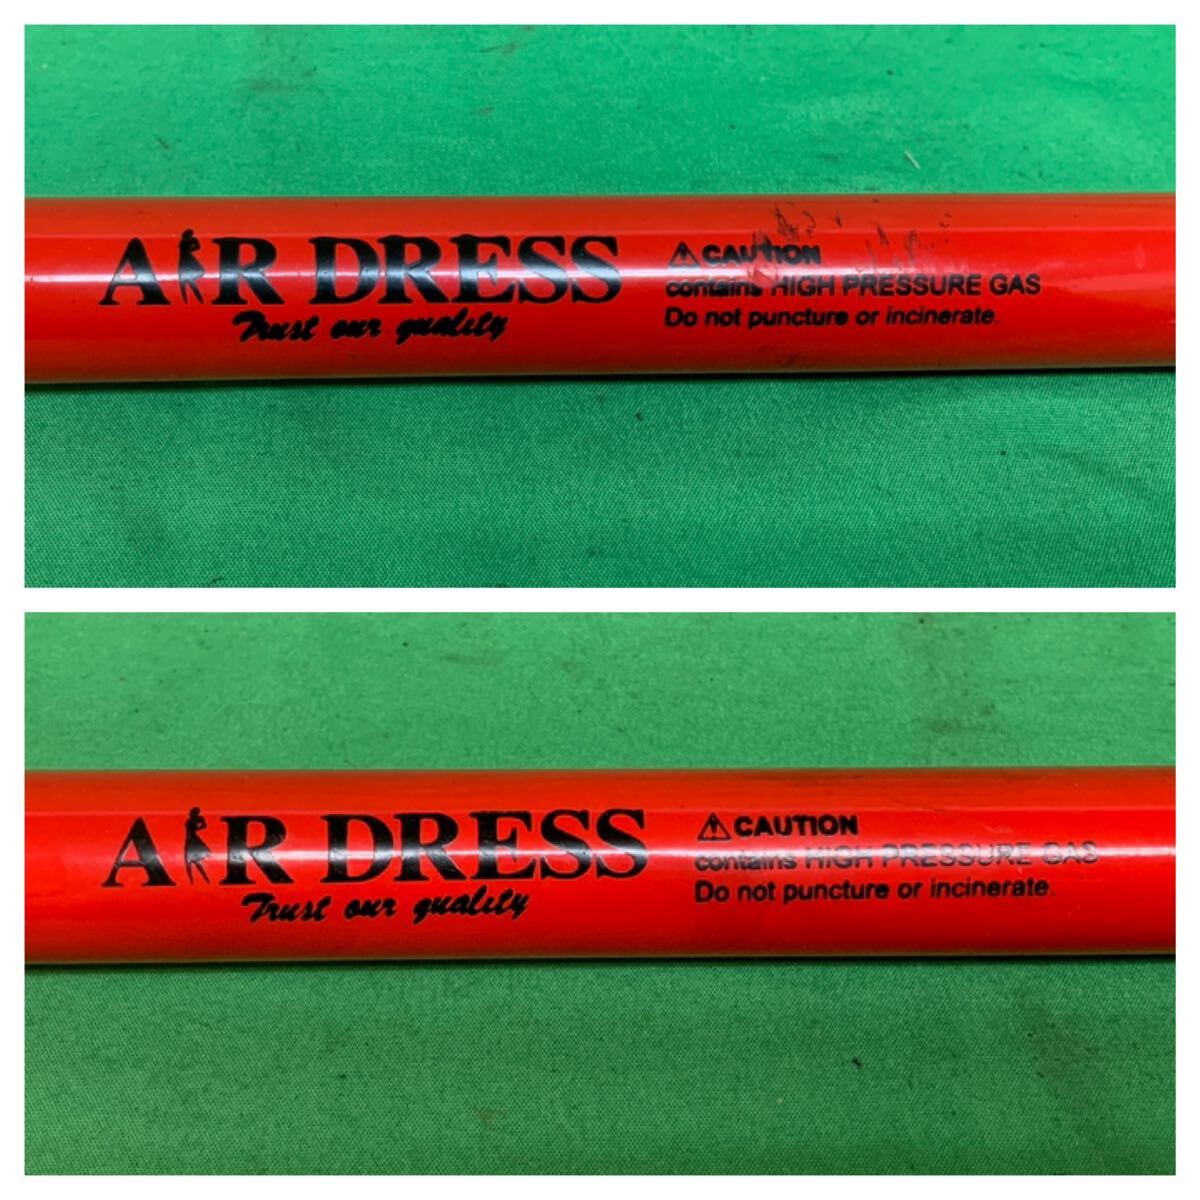 AIR DRESS
Trust our quality
CAUTION
contains HIGH PRESSURE GAS
Do not puncture or incinerate.
AIR DRESS
Trust our quality
CAUTION
contains HIGH PRESSURE GAS
Do not puncture or incinerate.